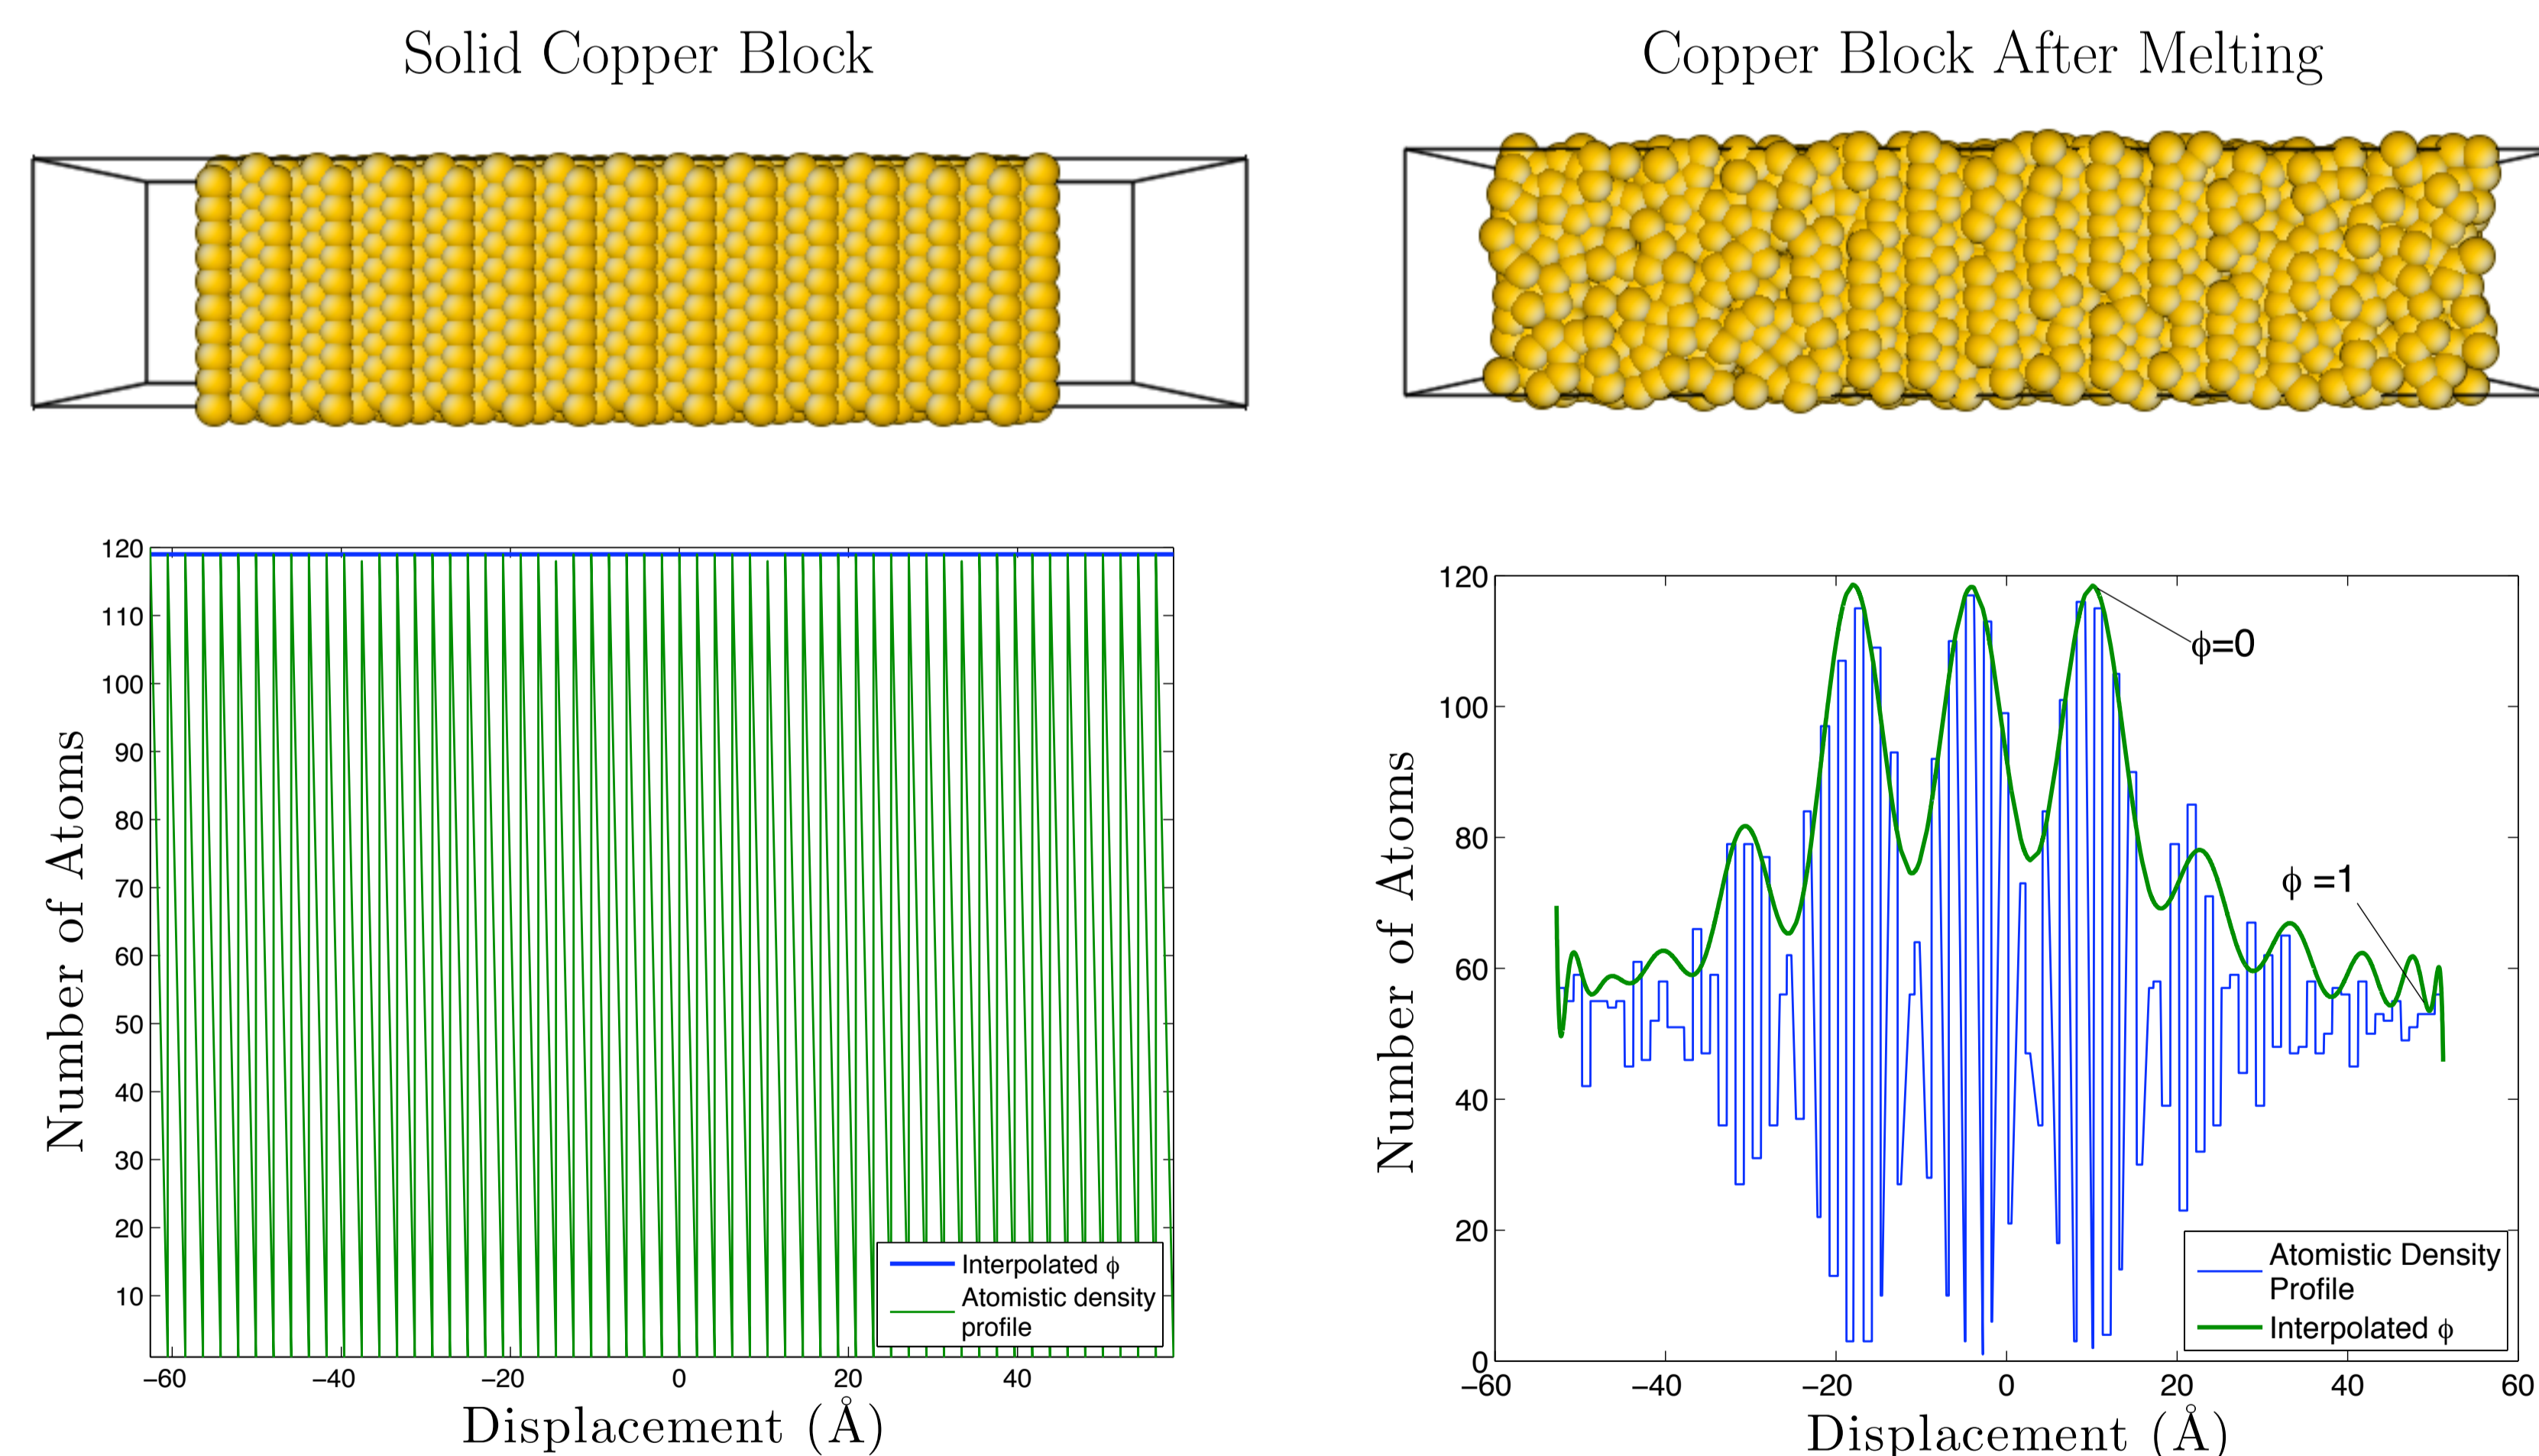 Solid Copper Block
Copper Block After Melting
Number of Atoms
120
110
100
90
80
70
60
50
40
30
20
10
−60
−40
−20
0
20
40
Displacement (Å)
Interpolated ϕ
Atomistic density
profile
Number of Atoms
120
100
80
60
40
20
0
−60
−40
−20
0
20
40
60
Displacement (Å)
ϕ=0
ϕ =1
Atomistic Density
Profile
Interpolated ϕ